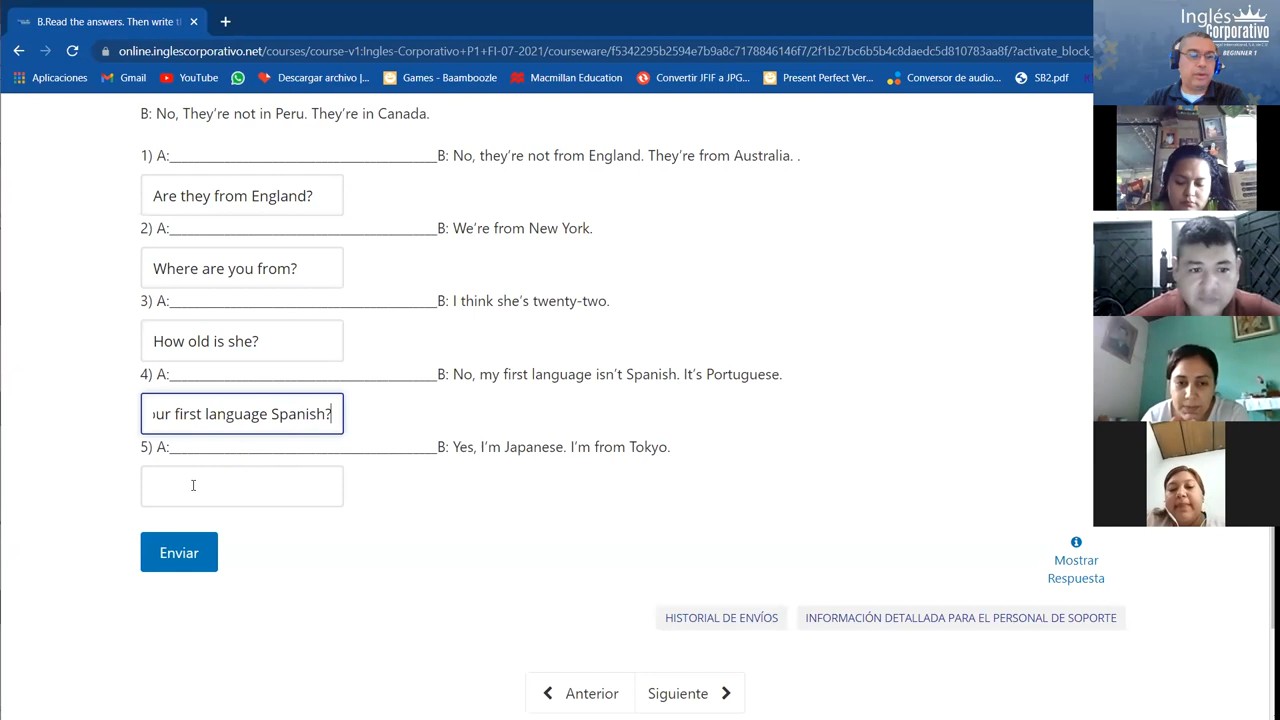 B.Read the answers. Then write t
online.inglescorporativo.net/courses/course-v1:Ingles-Corporativo+P1+FI-07-2021/courseware/f5342295b2594e7b9a8c7178846146f7/2f1b27bc6b5b4c8daedc5d810783aa8f/?activate_block_
Aplicaciones
Gmail
YouTube
Descargar archivo |...
Games - Baamboozle
Macmillan Education
Convertir JFIF a JPG...
Present Perfect Ver...
Conversor de audio...
SB2.pdf
Inglés
Corporativo
BEGINNER 1
B: No, They're not in Peru. They're in Canada.
1) A:______________________________________B: No, they're not from England. They're from Australia. .
Are they from England?
2) A:______________________________________B: We're from New York.
Where are you from?
3) A:______________________________________B: I think she's twenty-two.
How old is she?
4) A:______________________________________B: No, my first language isn't Spanish. It's Portuguese.
our first language Spanish?
5) A:______________________________________B: Yes, I'm Japanese. I'm from Tokyo.
Enviar
Mostrar
Respuesta
HISTORIAL DE ENVÍOS
INFORMACIÓN DETALLADA PARA EL PERSONAL DE SOPORTE
Anterior
Siguiente